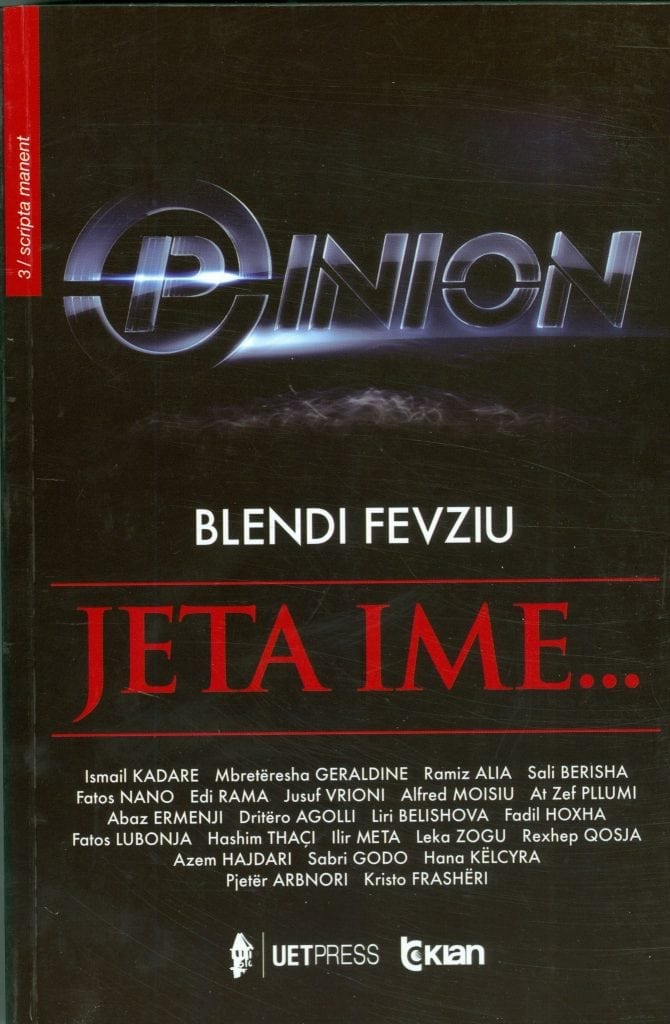 3/ scripta manent
OPINION
BLENDI FEVZIU
JETA IME...
Ismail KADARE Mbretëresha GERALDINE Ramiz ALIA Sali BERISHA
Fatos NANO Edi RAMA Jusuf VRIONI Alfred MOISIU At Zef PLLUMI
Abaz ERMENJI Dritëro AGOLLI Liri BELISHOVA Fadil HOXHA
Fatos LUBONJA Hashim THAÇI Ilir META Leka ZOGU Rexhep QOSJA
Azem HAJDARI Sabri GODO Hana KËLCYRA
Pjetër ARBNORI Kristo FRASHËRI
UETPRESS
tv Klan